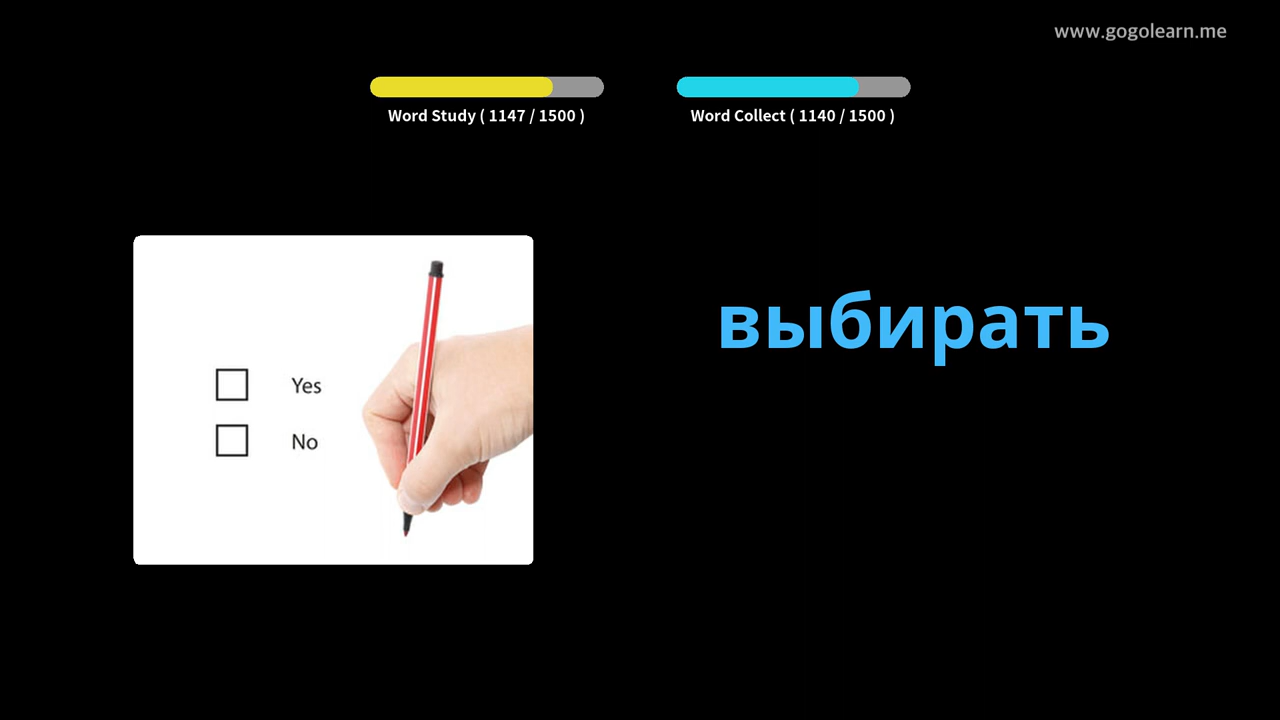 www.gogolearn.me
Word Study ( 1147 / 1500 )
Word Collect ( 1140 / 1500 )
выбирать
Yes
No